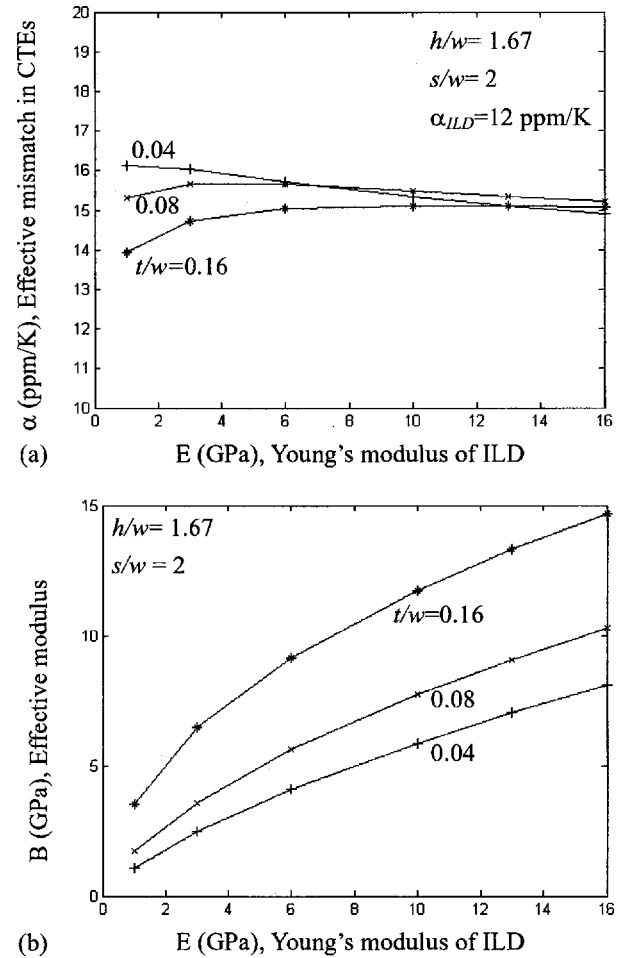 α (ppm/K), Effective mismatch in CTEs
20
19
18
17
16
15
14
13
12
11
10
h/w= 1.67
s/w= 2
αILD=12 ppm/K
0.04
0.08
t/w=0.16
0 2 4 6 8 10 12 14 16
(a) E (GPa), Young's modulus of ILD
B (GPa), Effective modulus
15
10
5
0
h/w= 1.67
s/w = 2
t/w=0.16
0.08
0.04
0 2 4 6 8 10 12 14 16
(b) E (GPa), Young's modulus of ILD